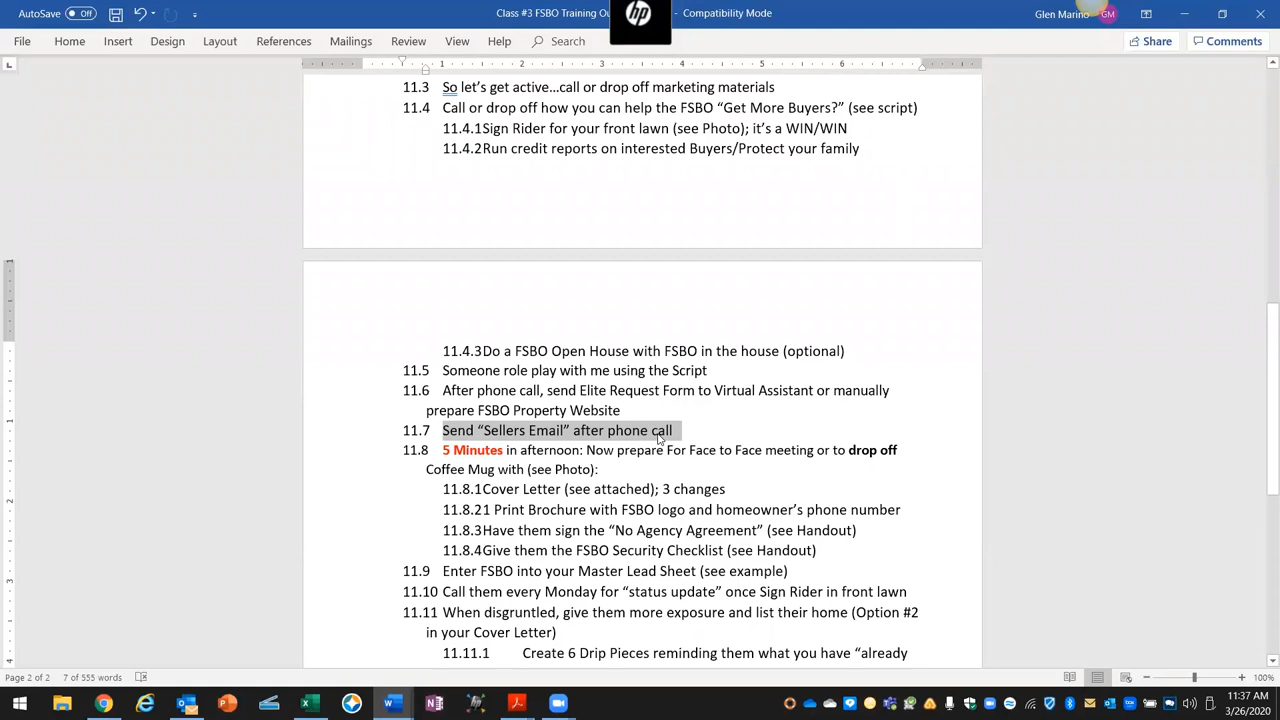 AutoSave Off
Class #3 FSBO Training Ou
- Compatibility Mode
Glen Marino GM
hp
File Home Insert Draw Design Layout References Mailings Review View Help Search Share Comments
1 2 3 4 5 6
11.3 So let's get active...call or drop off marketing materials
11.4 Call or drop off how you can help the FSBO “Get More Buyers?” (see script)
11.4.1Sign Rider for your front lawn (see Photo); it's a WIN/WIN
11.4.2Run credit reports on interested Buyers/Protect your family
11.4.3Do a FSBO Open House with FSBO in the house (optional)
11.5 Someone role play with me using the Script
11.6 After phone call, send Elite Request Form to Virtual Assistant or manually
prepare FSBO Property Website
11.7 Send “Sellers Email” after phone call
11.8 5 Minutes in afternoon: Now prepare For Face to Face meeting or to drop off
Coffee Mug with (see Photo):
11.8.1Cover Letter (see attached); 3 changes
11.8.21 Print Brochure with FSBO logo and homeowner's phone number
11.8.3Have them sign the “No Agency Agreement” (see Handout)
11.8.4Give them the FSBO Security Checklist (see Handout)
11.9 Enter FSBO into your Master Lead Sheet (see example)
11.10 Call them every Monday for “status update” once Sign Rider in front lawn
11.11 When disgruntled, give them more exposure and list their home (Option #2
in your Cover Letter)
11.11.1 Create 6 Drip Pieces reminding them what you have “already
Page 2 of 2 7 of 555 words 100%
11:37 AM
3/26/2020